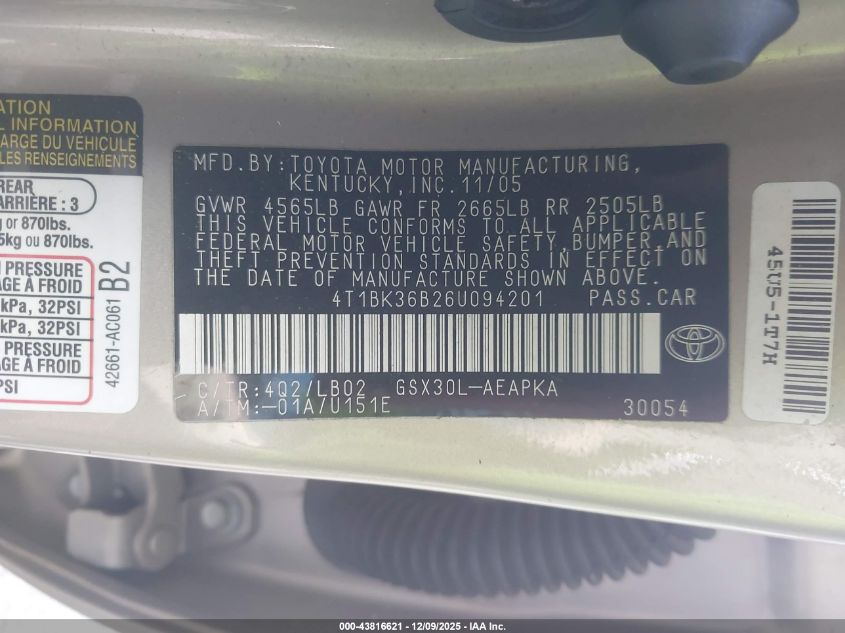 ATION
L INFORMATION
ARGE DU VEHICULE
LES RENSEIGNEMENTS
REAR
ARRIÈRE : 3
g or 870lbs.
5kg ou 870lbs.
PRESSURE
AGE À FROID
kPa, 32PSI
kPa, 32PSI
PRESSURE
AGE À FROID
PSI
42661-AC061 B2
MFD.BY:TOYOTA MOTOR MANUFACTURING,
KENTUCKY,INC.11/05
GVWR 4565LB GAWR FR 2665LB RR 2505LB
THIS VEHICLE CONFORMS TO ALL APPLICABLE
FEDERAL MOTOR VEHICLE SAFETY,BUMPER,AND
THEFT PREVENTION STANDARDS IN EFFECT ON
THE DATE OF MANUFACTURE SHOWN ABOVE.
4T1BK36B26U094201 PASS.CAR
TOYOTA
C/TR:4Q2/LB02 GSX30L-AEAPKA
A/TM:-01A/U151E 30054
45U5-1T7H
000-43816621 - 12/09/2025 - IAA Inc.